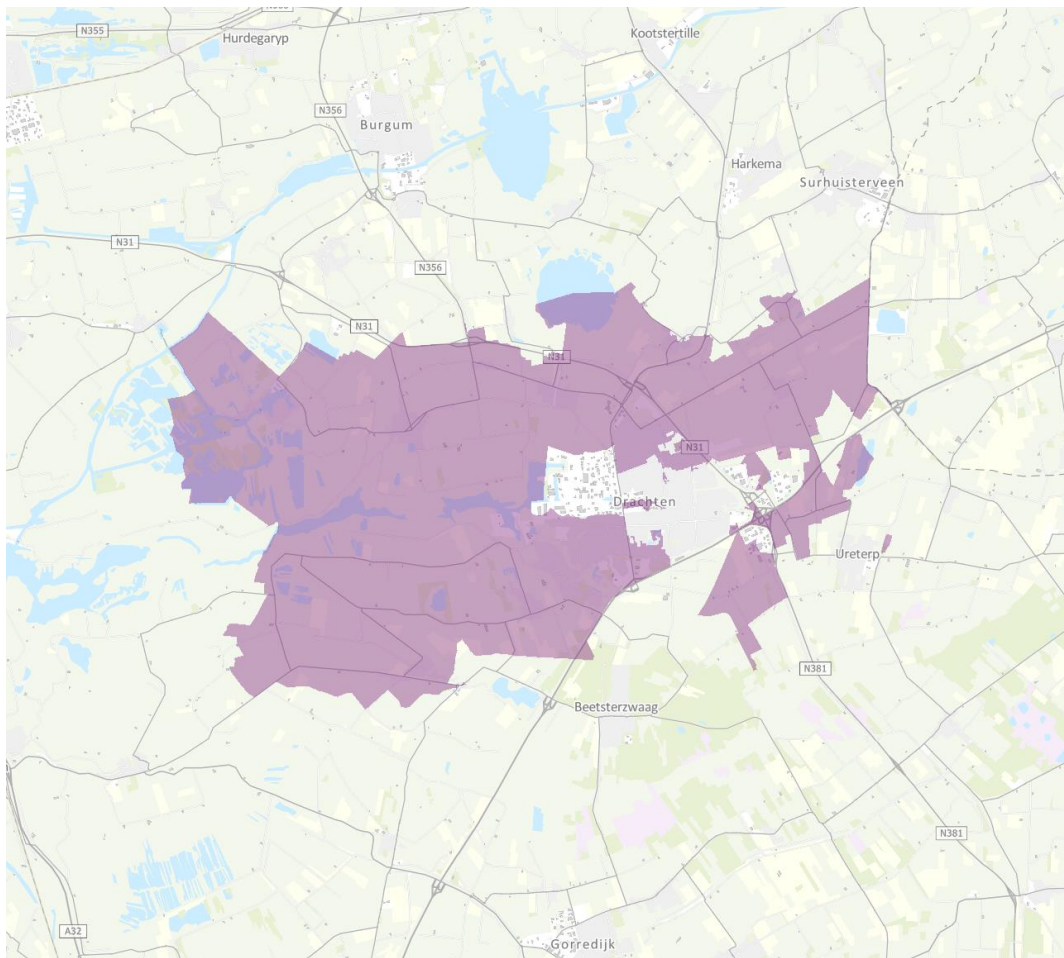 N355
Hurdegaryp
Kootstertille
N356
Burgum
Harkema
Surhuisterveen
N31
N356
N31
N31
N31
Drachten
Ureterp
N381
Beetsterzwaag
N381
A32
Gorredijk